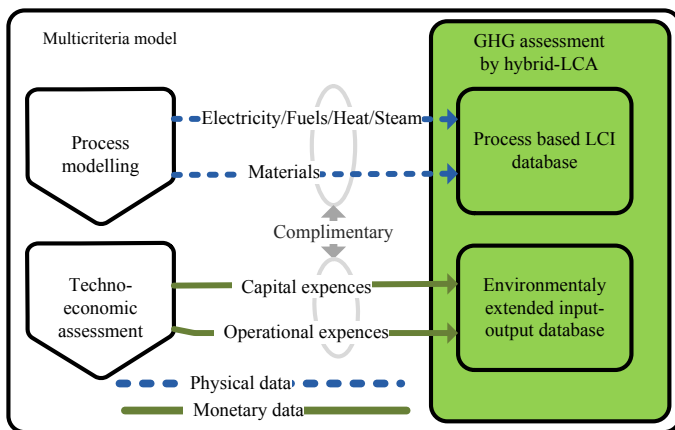 Multicriteria model
GHG assessment
by hybrid-LCA
Process
modelling
Electricity/Fuels/Heat/Steam
Materials
Process based LCI
database
Complimentary
Techno-
economic
assessment
Capital expences
Operational expences
Environmentaly
extended input-
output database
Physical data
Monetary data